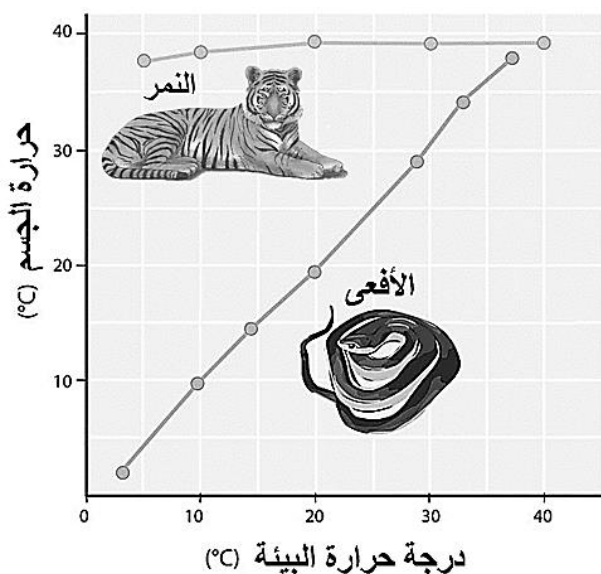 40
النمر
30
حرارة الجسم (°C)
20
الأفعى
10
0 10 20 30 40
درجة حرارة البيئة (°C)